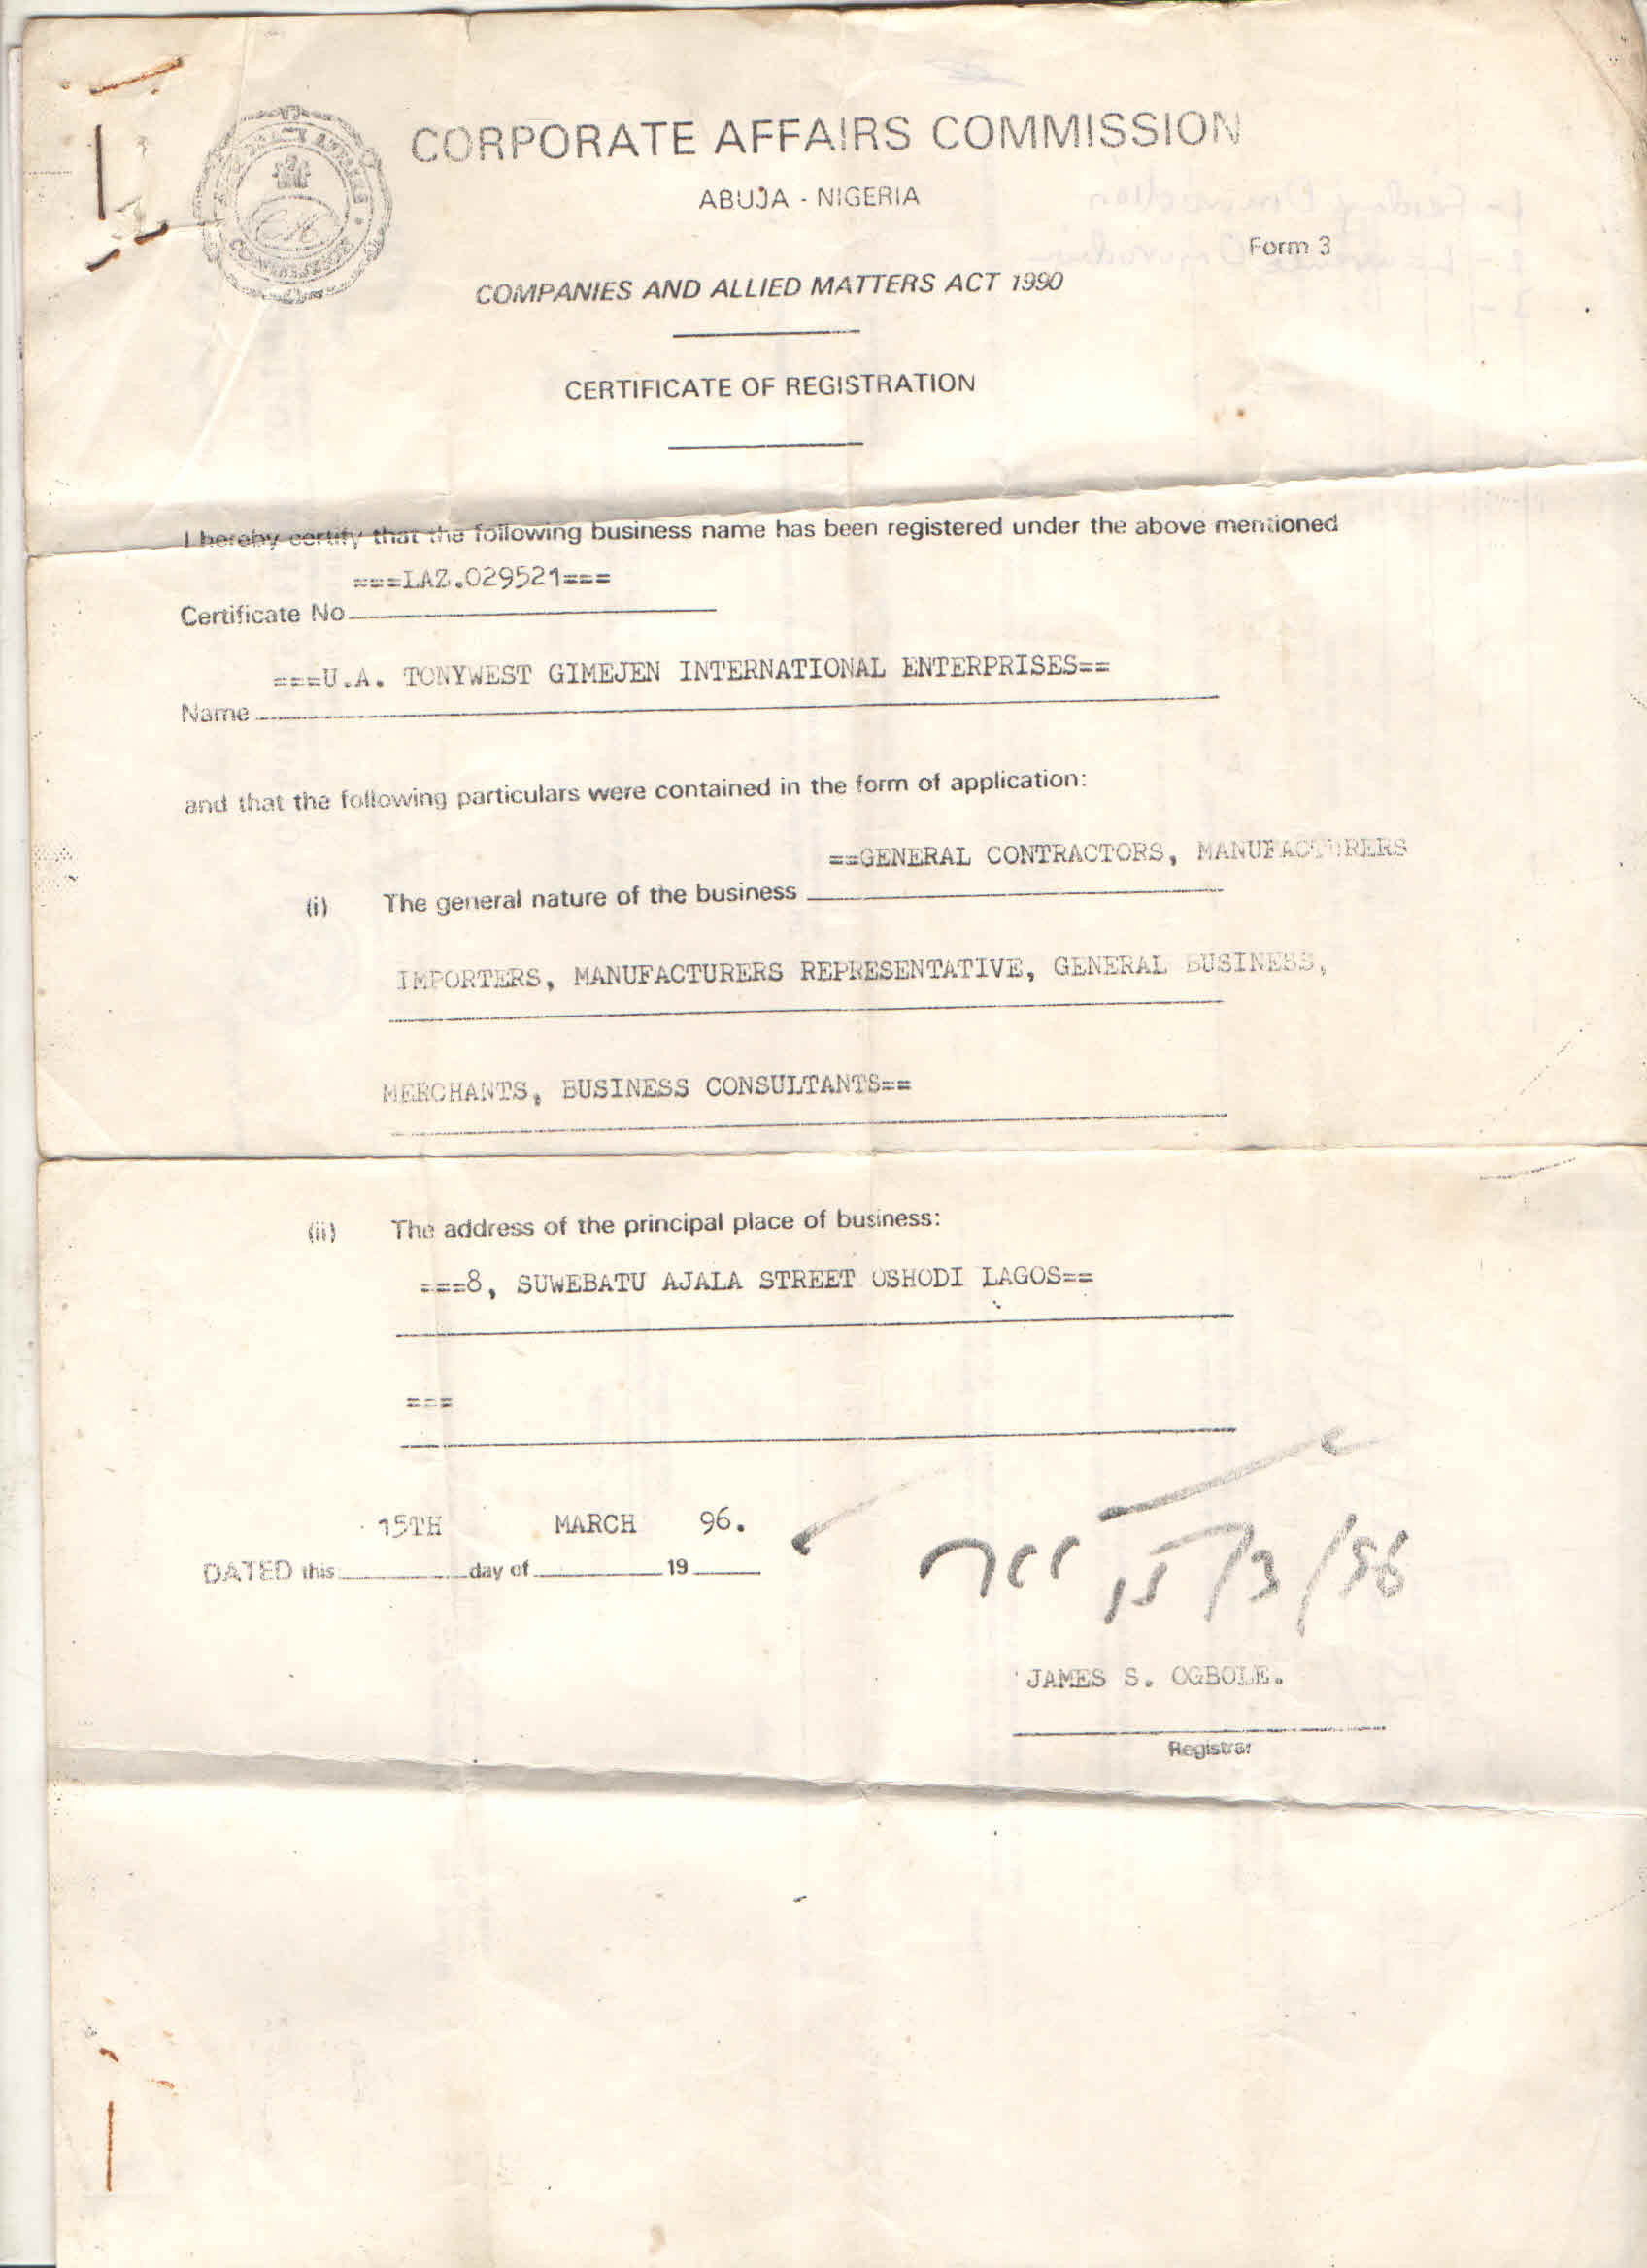 CORPORATE AFFAIRS COMMISSION
ABUJA - NIGERIA
Form 3
COMPANIES AND ALLIED MATTERS ACT 1990
CERTIFICATE OF REGISTRATION
I hereby certify that the following business name has been registered under the above mentioned
===LAZ.029521===
Certificate No
===U.A. TONYWEST GIMEJEN INTERNATIONAL ENTERPRISES==
Name
and that the following particulars were contained in the form of application:
==GENERAL CONTRACTORS, MANUFACTURERS
(i) The general nature of the business
IMPORTERS, MANUFACTURERS REPRESENTATIVE, GENERAL BUSINESS,
MERCHANTS, BUSINESS CONSULTANTS==
(ii) The address of the principal place of business:
===8, SUWEBATU AJALA STREET OSHODI LAGOS==
===
15TH MARCH 96.
DATED this day of 19
15/3/96
JAMES S. OGBOLE.
Registrar